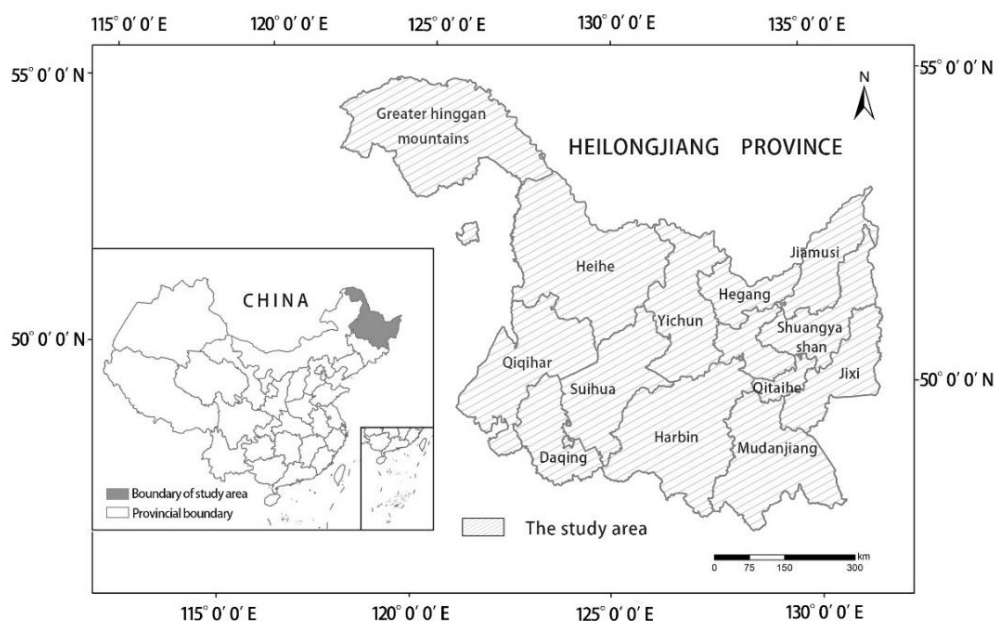 115° 0′ 0″ E
120° 0′ 0″ E
125° 0′ 0″ E
130° 0′ 0″ E
135° 0′ 0″ E
55° 0′ 0″ N
55° 0′ 0″ N
N
Greater hinggan
mountains
HEILONGJIANG PROVINCE
Heihe
Jiamusi
Hegang
CHINA
Yichun
Shuangya
shan
50° 0′ 0″ N
Qiqihar
Jixi
50° 0′ 0″ N
Suihua
Qitaihe
Harbin
Mudanjiang
Daqing
Boundary of study area
Provincial boundary
The study area
km
0 75 150 300
115° 0′ 0″ E
120° 0′ 0″ E
125° 0′ 0″ E
130° 0′ 0″ E